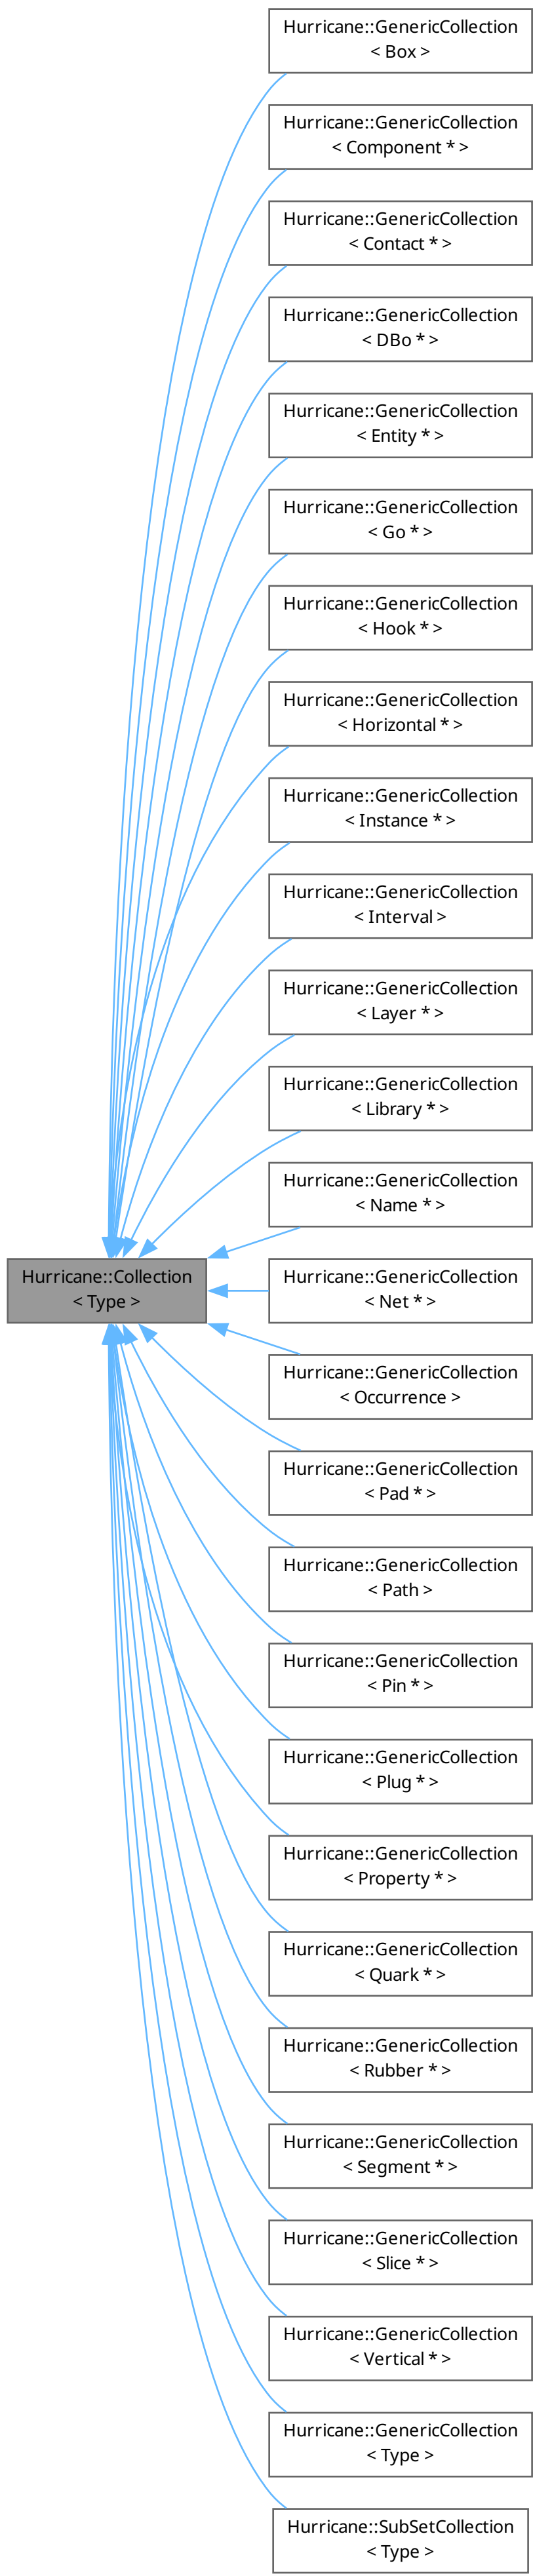 Hurricane::GenericCollection
< Box >
Hurricane::GenericCollection
< Component * >
Hurricane::GenericCollection
< Contact * >
Hurricane::GenericCollection
< DBo * >
Hurricane::GenericCollection
< Entity * >
Hurricane::GenericCollection
< Go * >
Hurricane::GenericCollection
< Hook * >
Hurricane::GenericCollection
< Horizontal * >
Hurricane::GenericCollection
< Instance * >
Hurricane::GenericCollection
< Interval >
Hurricane::GenericCollection
< Layer * >
Hurricane::GenericCollection
< Library * >
Hurricane::GenericCollection
< Name * >
Hurricane::Collection
< Type >
Hurricane::GenericCollection
< Net * >
Hurricane::GenericCollection
< Occurrence >
Hurricane::GenericCollection
< Pad * >
Hurricane::GenericCollection
< Path >
Hurricane::GenericCollection
< Pin * >
Hurricane::GenericCollection
< Plug * >
Hurricane::GenericCollection
< Property * >
Hurricane::GenericCollection
< Quark * >
Hurricane::GenericCollection
< Rubber * >
Hurricane::GenericCollection
< Segment * >
Hurricane::GenericCollection
< Slice * >
Hurricane::GenericCollection
< Vertical * >
Hurricane::GenericCollection
< Type >
Hurricane::SubSetCollection
< Type >